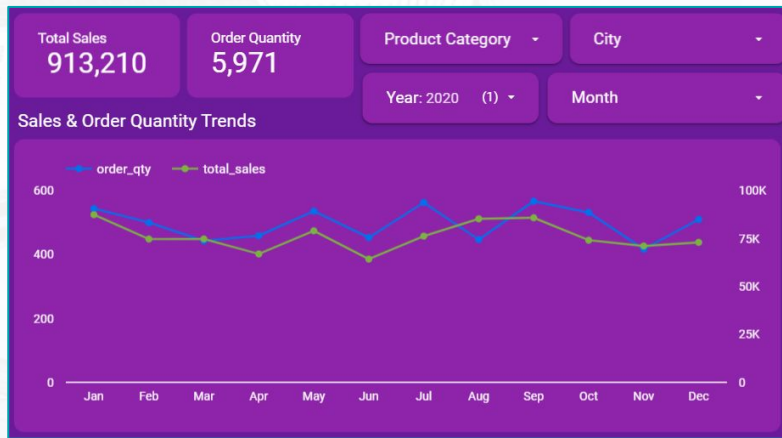 Total Sales
913,210
Order Quantity
5,971
Product Category
City
Year: 2020 (1)
Month
Sales & Order Quantity Trends
order_qty total_sales
600 100K
400 75K
50K
200 25K
0 0
Jan Feb Mar Apr May Jun Jul Aug Sep Oct Nov Dec